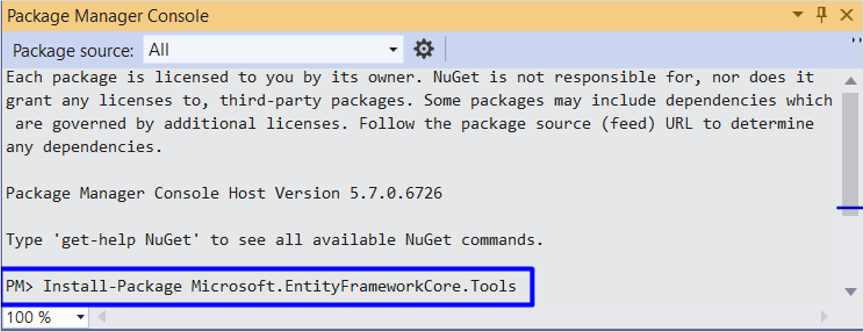 Package Manager Console
Package source: All
Each package is licensed to you by its owner. NuGet is not responsible for, nor does it
grant any licenses to, third-party packages. Some packages may include dependencies which
are governed by additional licenses. Follow the package source (feed) URL to determine
any dependencies.
Package Manager Console Host Version 5.7.0.6726
Type 'get-help NuGet' to see all available NuGet commands.
PM> Install-Package Microsoft.EntityFrameworkCore.Tools
100 %